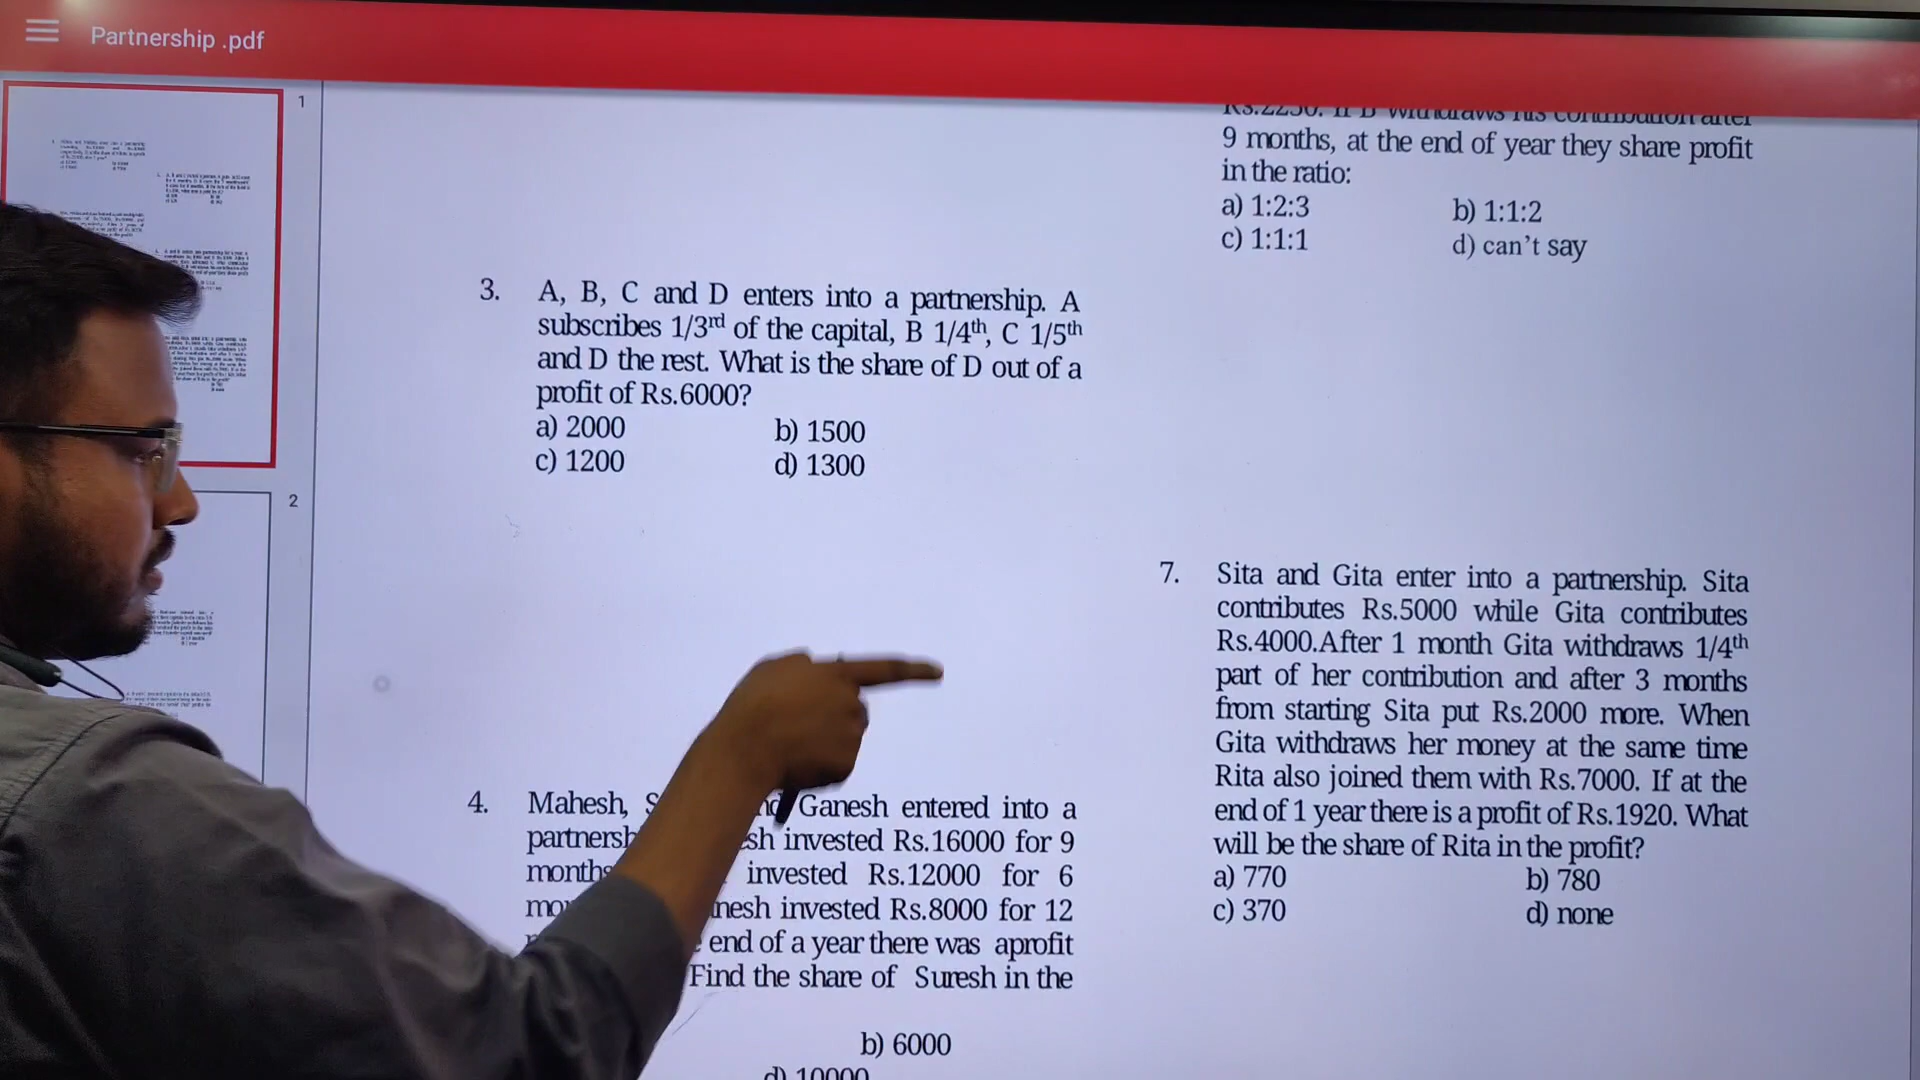 Partnership .pdf
1
2
3. A, B, C and D enters into a partnership. A
subscribes 1/3rd of the capital, B 1/4th, C 1/5th
and D the rest. What is the share of D out of a
profit of Rs.6000?
a) 2000 b) 1500
c) 1200 d) 1300
4. Mahesh, Ganesh entered into a
invested Rs.16000 for 9
invested Rs.12000 for 6
invested Rs.8000 for 12
end of a year there was aprofit
Find the share of Suresh in the
b) 6000
d) 10000
Rs.2250. If B withdraws his contribution after
9 months, at the end of year they share profit
in the ratio:
a) 1:2:3 b) 1:1:2
c) 1:1:1 d) can't say
7. Sita and Gita enter into a partnership. Sita
contributes Rs.5000 while Gita contributes
Rs.4000.After 1 month Gita withdraws 1/4th
part of her contribution and after 3 months
from starting Sita put Rs.2000 more. When
Gita withdraws her money at the same time
Rita also joined them with Rs.7000. If at the
end of 1 year there is a profit of Rs.1920. What
will be the share of Rita in the profit?
a) 770 b) 780
c) 370 d) none